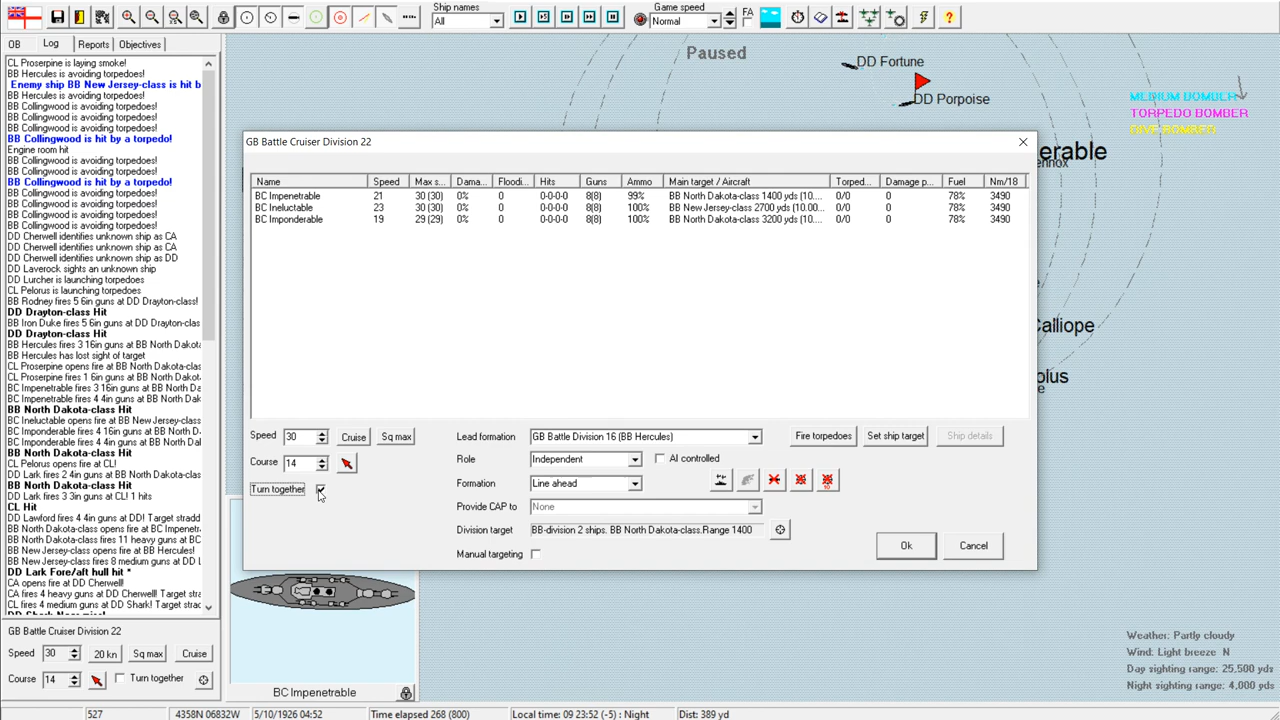 Ship names
All
Game speed
Normal
FA
OB
Log
Reports
Objectives
CL Proserpine is laying smoke!
BB Hercules is avoiding torpedoes!
Enemy ship BB New Jersey-class is hit b
BB Hercules is avoiding torpedoes!
BB Collingwood is avoiding torpedoes!
BB Collingwood is avoiding torpedoes!
BB Collingwood is avoiding torpedoes!
BB Collingwood is hit by a torpedo!
Engine room hit
BB Collingwood is avoiding torpedoes!
BB Collingwood is avoiding torpedoes!
BB Collingwood is hit by a torpedo!
BB Collingwood is avoiding torpedoes!
BB Collingwood is avoiding torpedoes!
BB Collingwood is avoiding torpedoes!
BB Collingwood is avoiding torpedoes!
DD Cherwell identifies unknown ship as CA
DD Cherwell identifies unknown ship as CA
DD Cherwell identifies unknown ship as DD
DD Laverock sights an unknown ship
DD Lurcher is launching torpedoes
CL Pelorus is launching torpedoes
BB Rodney fires 5 6in guns at DD Drayton-class!
DD Drayton-class Hit
BB Iron Duke fires 5 6in guns at DD Drayton-clas
DD Drayton-class Hit
BB Hercules fires 3 16in guns at BB North Dakota
BB Hercules has lost sight of target
CL Proserpine opens fire at BB North Dakota-clas
CL Proserpine fires 1 6in guns at BB North Dakot
BC Impenetrable fires 3 16in guns at BB North Da
BC Impenetrable fires 4 4in guns at BB North Dak
BB North Dakota-class Hit
BC Ineluctable opens fire at BB New Jersey-class
BC Imponderable fires 4 16in guns at BB North Da
BC Imponderable fires 4 4in guns at BB North Dak
BB North Dakota-class Hit
CL Pelorus opens fire at CL!
DD Lark fires 2 4in guns at BB North Dakota-clas
BB North Dakota-class Hit
DD Lark fires 3 3in guns at CL! 1 hits
CL Hit
DD Lawford fires 4 4in guns at DD! Target stradd
BB North Dakota-class opens fire at BC Impenetr
BB North Dakota-class fires 11 heavy guns at BC
BB New Jersey-class opens fire at BB Hercules!
BB New Jersey-class fires 8 medium guns at DD L
DD Lark Fore/aft hull hit *
CA opens fire at DD Cherwell!
CA fires 4 heavy guns at DD Cherwell! Target strad
CL fires 4 medium guns at DD Shark! Target strac
DD Shark Near miss!
GB Battle Cruiser Division 22
Speed 30 20 kn Sq max Cruise
Course 14 Turn together
Paused
DD Fortune
DD Porpoise
MEDIUM BOMBER
TORPEDO BOMBER
DIVE BOMBER
erable
nnox
Calliope
olus
GB Battle Cruiser Division 22
Name Speed Max s... Dama... Floodi... Hits Guns Ammo Main target / Aircraft Torped... Damage p... Fuel Nm/18
BC Impenetrable 21 30 (30) 0% 0 0-0-0-0 8(8) 99% BB North Dakota-class 1400 yds (10.... 0/0 0 78% 3490
BC Ineluctable 23 30 (30) 0% 0 0-0-0-0 8(8) 100% BB New Jersey-class 2700 yds (10.00... 0/0 0 78% 3490
BC Imponderable 19 29 (29) 0% 0 0-0-0-0 8(8) 100% BB North Dakota-class 3200 yds (10.... 0/0 0 78% 3490
Speed 30 Cruise Sq max
Course 14
Turn together
Lead formation GB Battle Division 16 (BB Hercules)
Role Independent AI controlled
Formation Line ahead
Provide CAP to None
Division target BB-division 2 ships. BB North Dakota-class.Range 1400
Manual targeting
Fire torpedoes Set ship target Ship details
10
Ok Cancel
BC Impenetrable
Weather: Partly cloudy
Wind: Light breeze N
Day sighting range: 25,500 yds
Night sighting range: 4,000 yds
527 4358N 06832W 5/10/1926 04:52 Time elapsed 268 (800) Local time: 09 23:52 (-5) : Night Dist: 389 yd